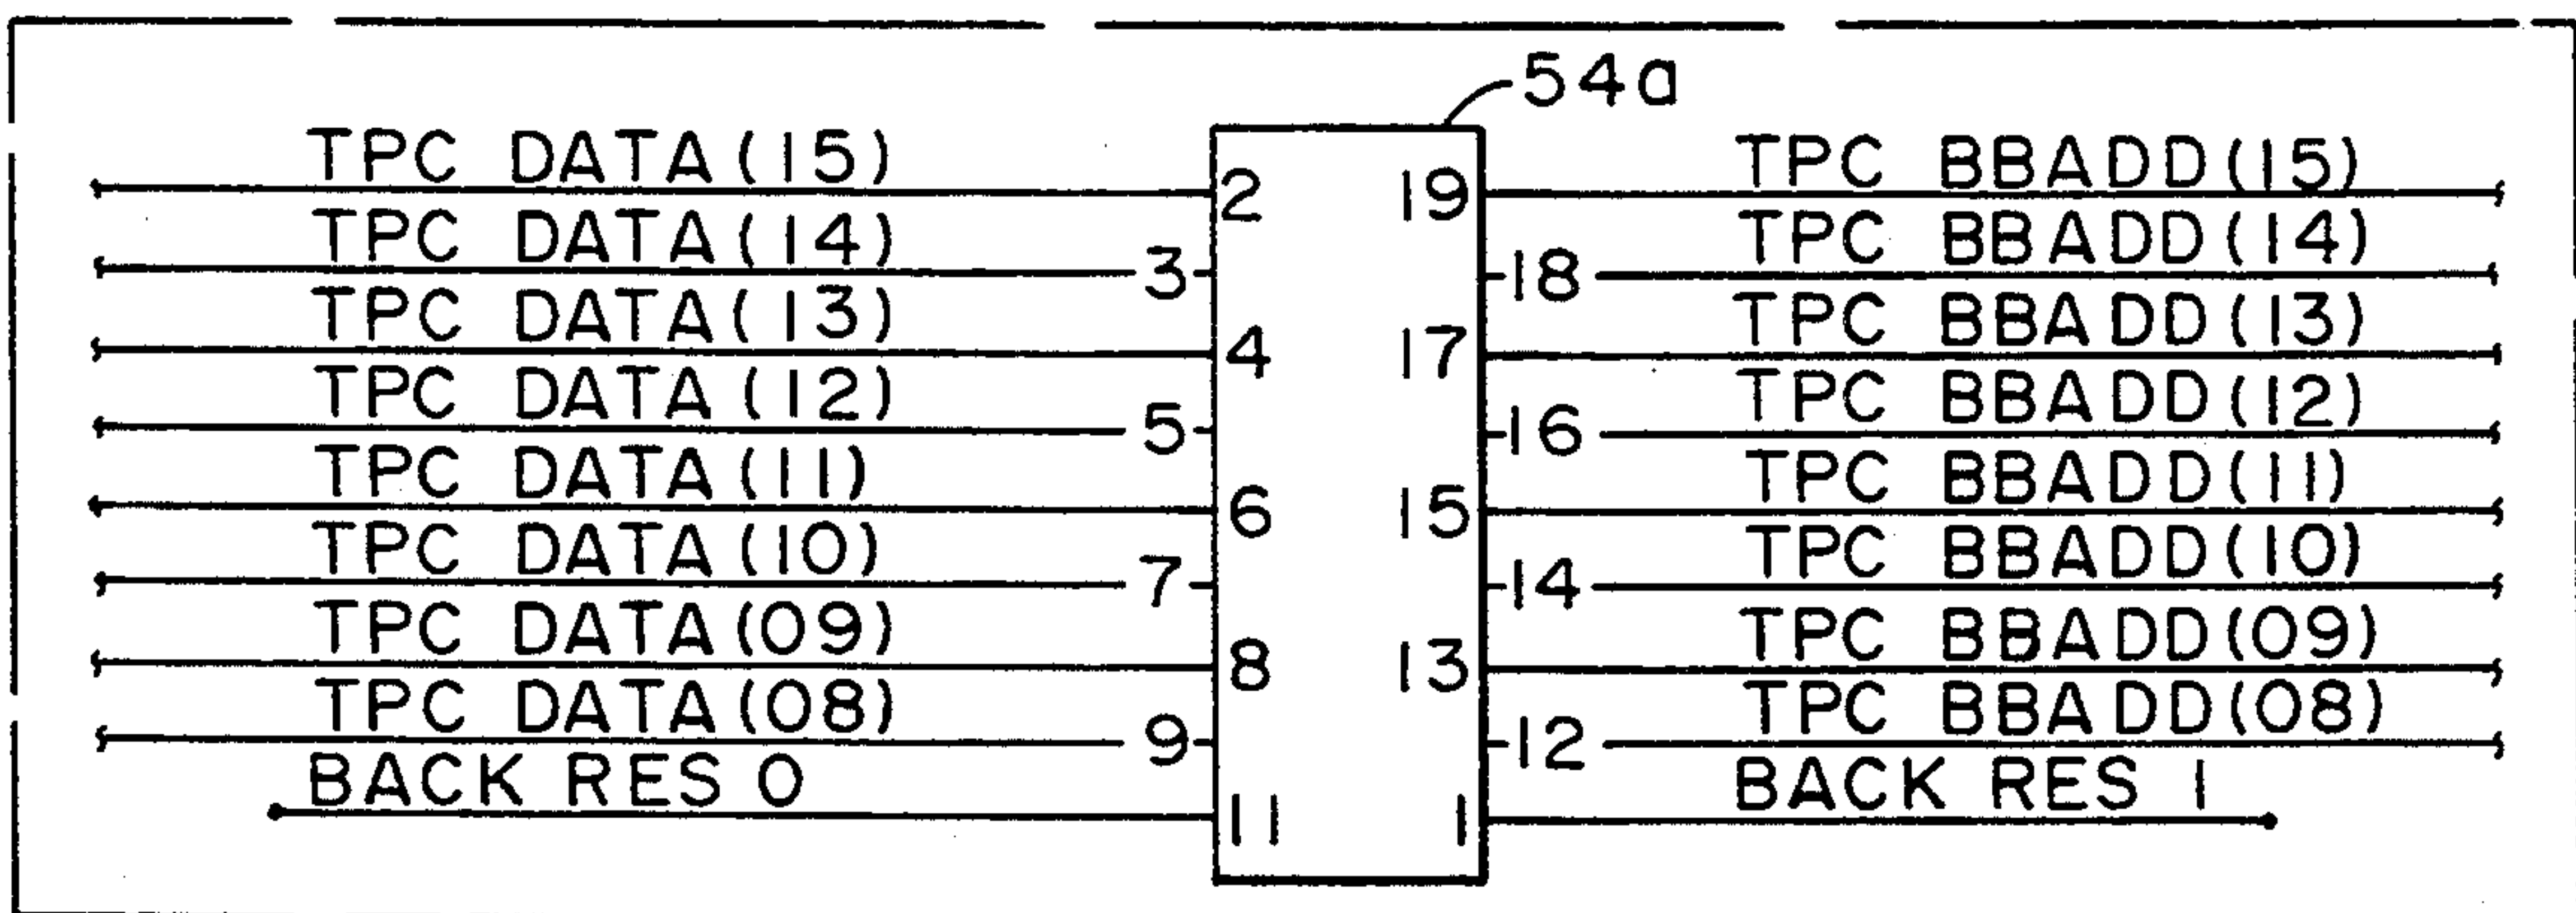 54a
TPC DATA(15) 2 19 TPC BBADD(15)
TPC DATA(14) 3 18 TPC BBADD(14)
TPC DATA(13) 4 17 TPC BBADD(13)
TPC DATA(12) 5 16 TPC BBADD(12)
TPC DATA(11) 6 15 TPC BBADD(11)
TPC DATA(10) 7 14 TPC BBADD(10)
TPC DATA(09) 8 13 TPC BBADD(09)
TPC DATA(08) 9 12 TPC BBADD(08)
BACK RES 0 11 1 BACK RES 1